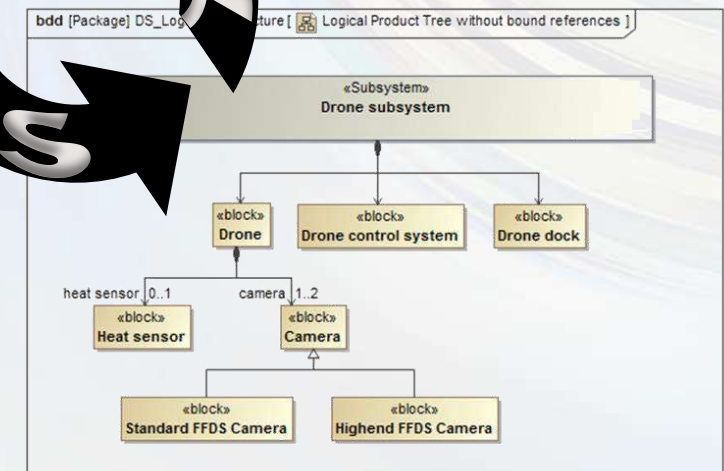 bdd [Package] DS_Log cture [ Logical Product Tree without bound references ]
«Subsystem»
Drone subsystem
«block»
Drone
«block»
Drone control system
«block»
Drone dock
heat sensor 0..1
camera 1..2
«block»
Heat sensor
«block»
Camera
«block»
Standard FFDS Camera
«block»
Highend FFDS Camera
S